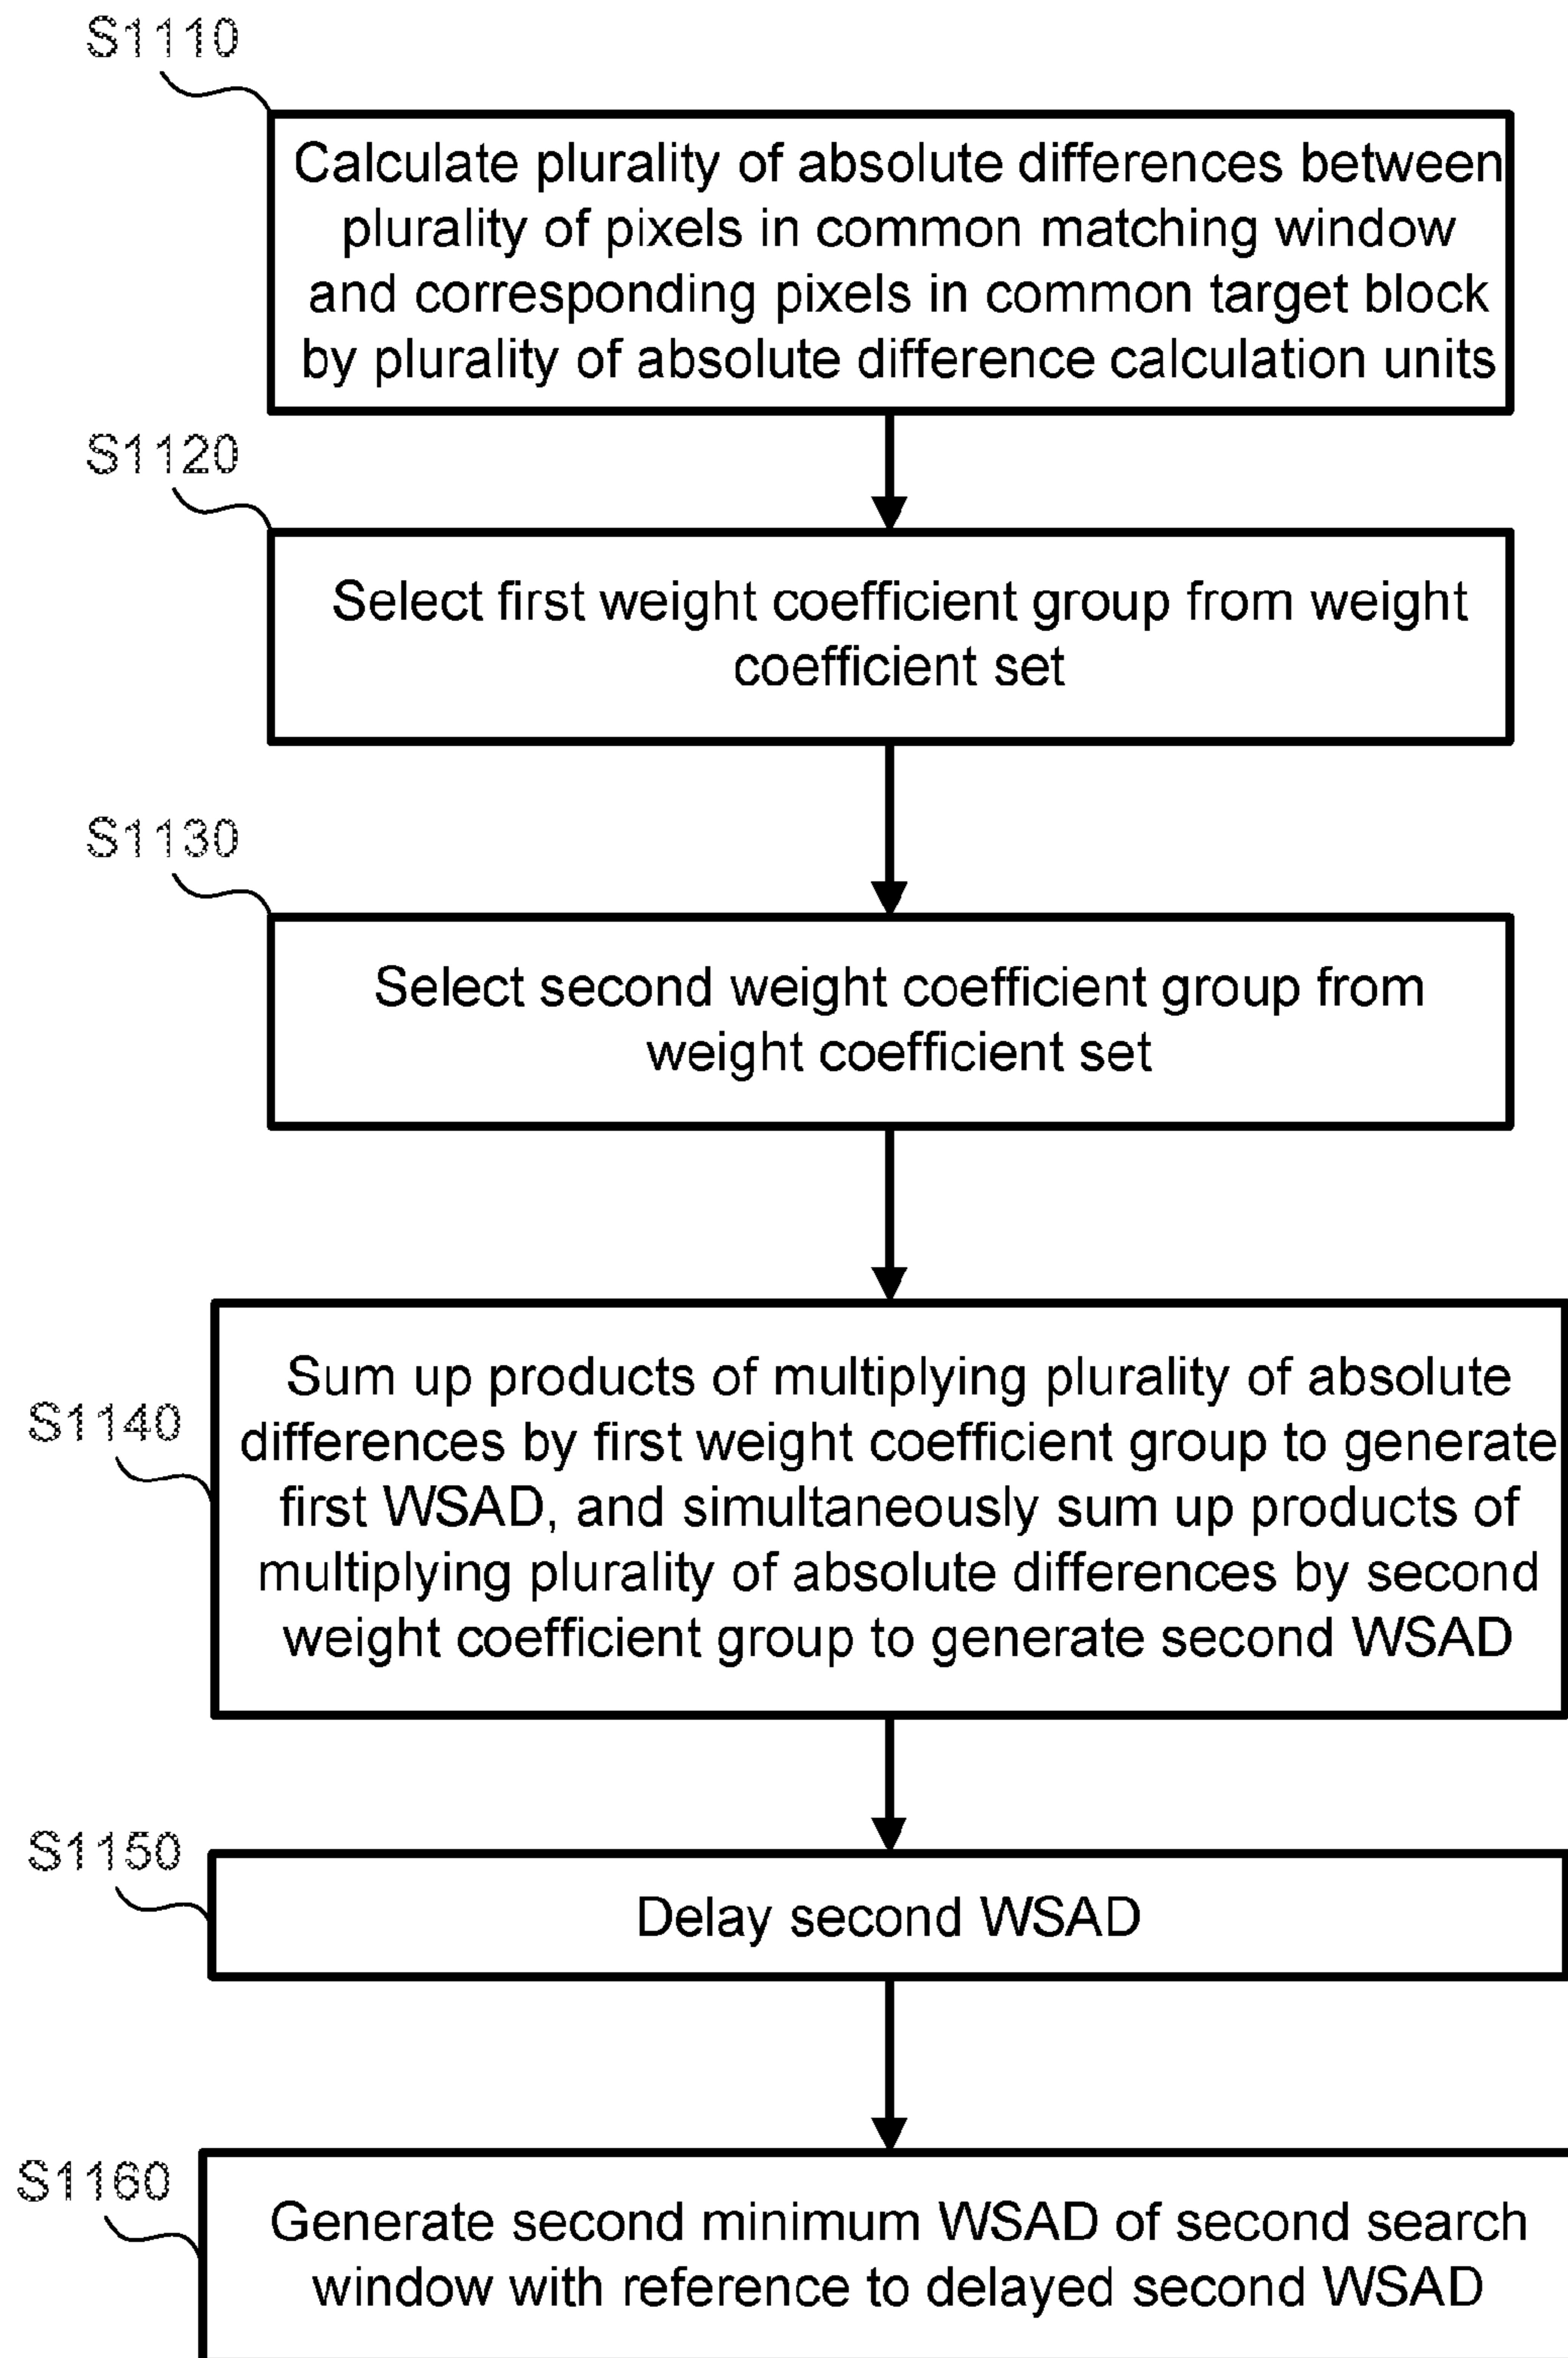 S1110
Calculate plurality of absolute differences between
plurality of pixels in common matching window
and corresponding pixels in common target block
by plurality of absolute difference calculation units
S1120
Select first weight coefficient group from weight
coefficient set
S1130
Select second weight coefficient group from
weight coefficient set
S1140
Sum up products of multiplying plurality of absolute
differences by first weight coefficient group to generate
first WSAD, and simultaneously sum up products of
multiplying plurality of absolute differences by second
weight coefficient group to generate second WSAD
S1150
Delay second WSAD
S1160
Generate second minimum WSAD of second search
window with reference to delayed second WSAD